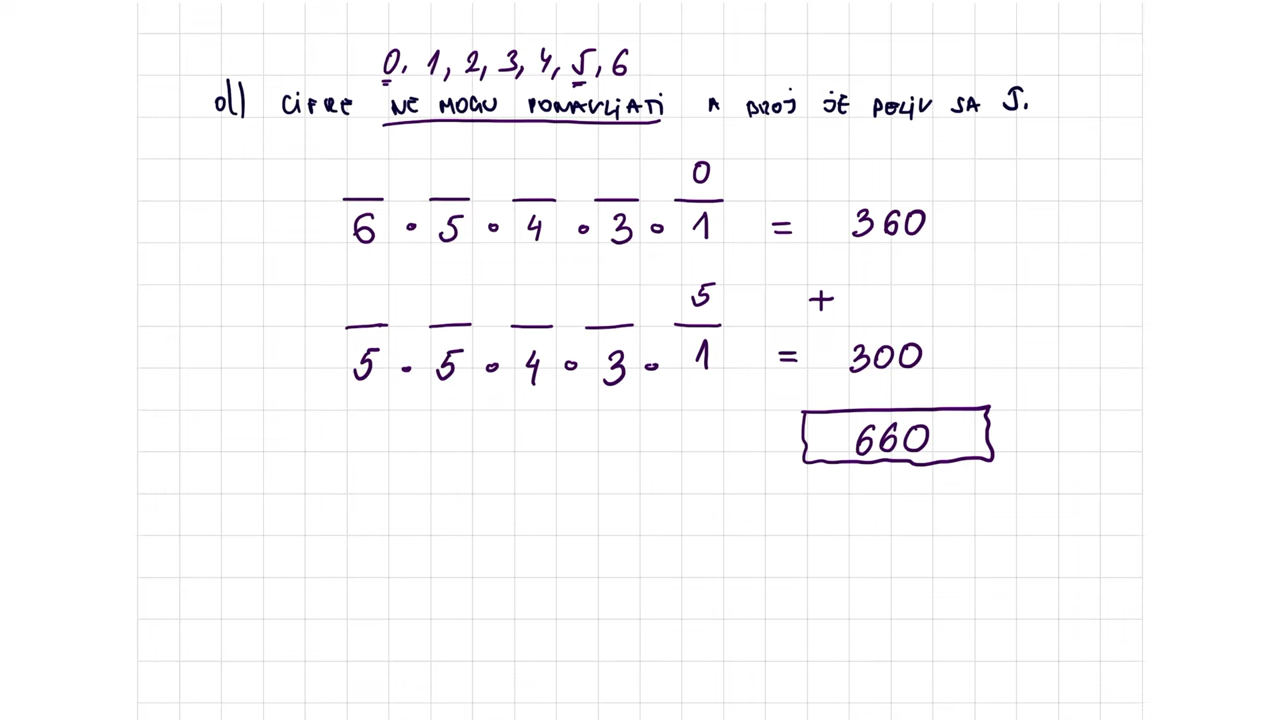 0, 1, 2, 3, 4, 5, 6
d) CIFRE NE MOGU PONAVLJATI A BROJ JE DELJIV SA 5.
0
6 · 5 · 4 · 3 · 1 = 360
5 +
5 · 5 · 4 · 3 · 1 = 300
660